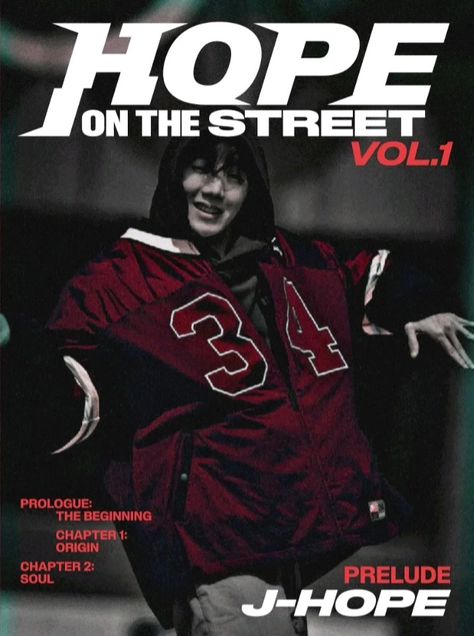 HOPE
ON THE STREET
VOL.1
34
PROLOGUE:
THE BEGINNING
CHAPTER 1:
ORIGIN
CHAPTER 2:
SOUL
PRELUDE
J-HOPE